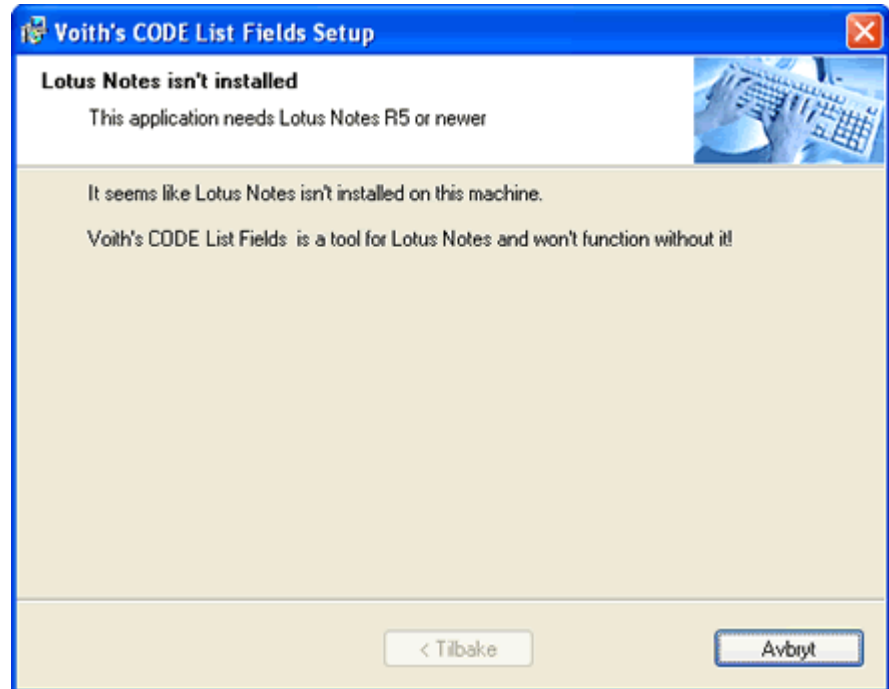 Voith's CODE List Fields Setup
Lotus Notes isn't installed
This application needs Lotus Notes R5 or newer
It seems like Lotus Notes isn't installed on this machine.
Voith's CODE List Fields is a tool for Lotus Notes and won't function without it!
< Tilbake
Avbryt